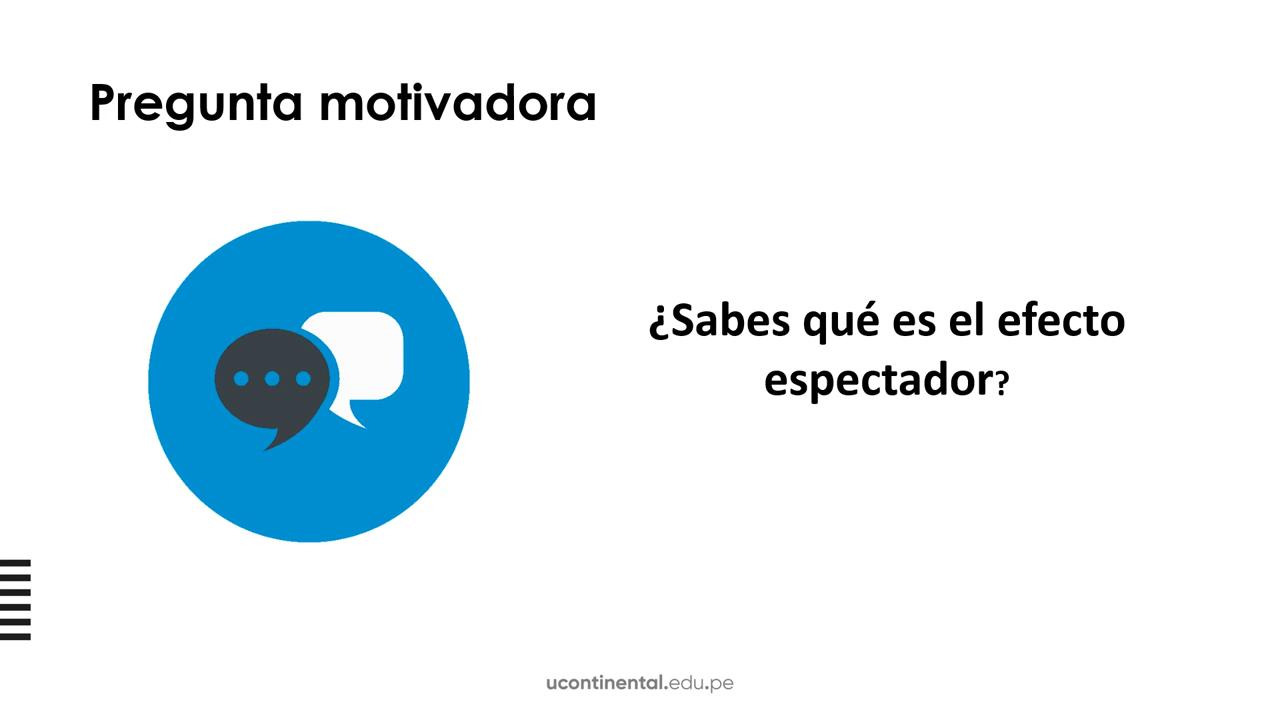 Pregunta motivadora
¿Sabes qué es el efecto
espectador?
ucontinental.edu.pe